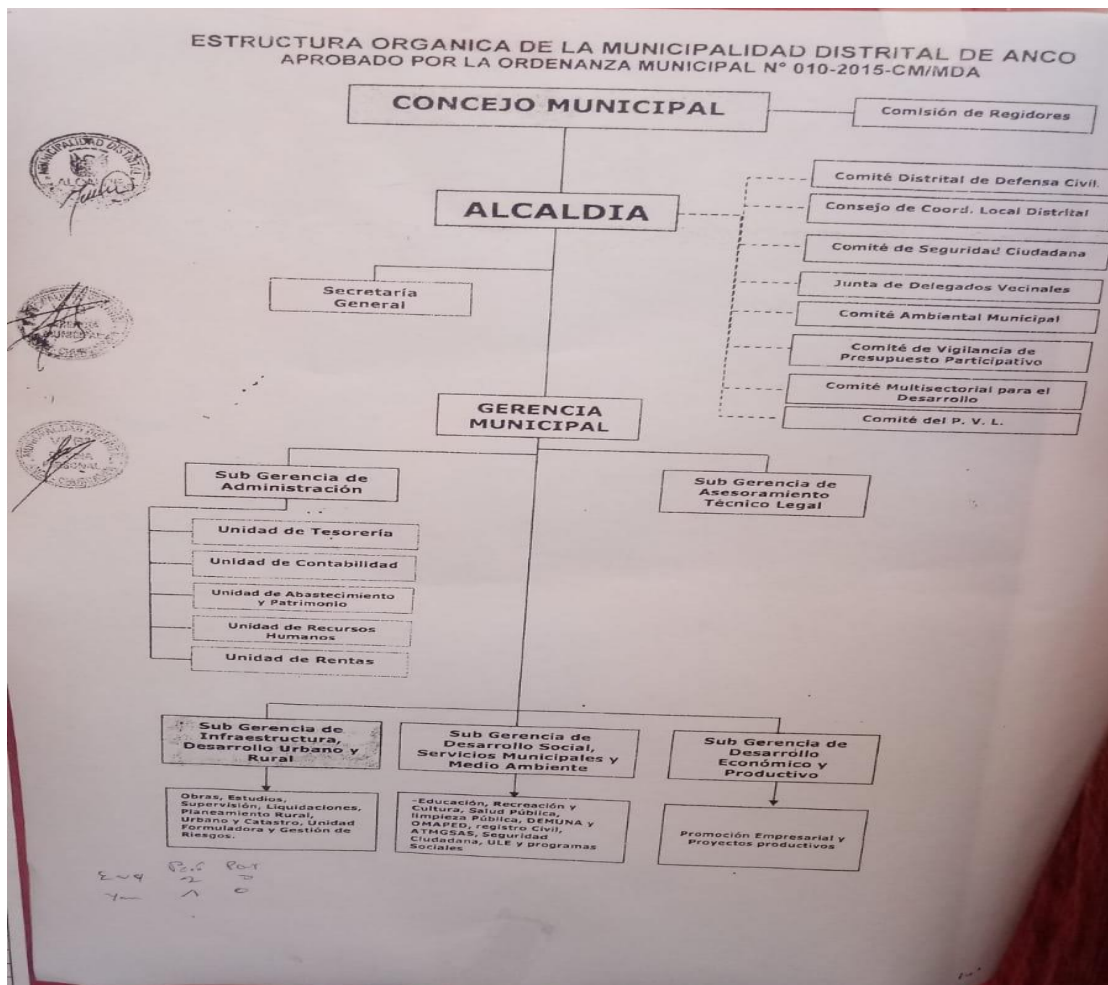 ESTRUCTURA ORGANICA DE LA MUNICIPALIDAD DISTRITAL DE ANCO
APROBADO POR LA ORDENANZA MUNICIPAL N° 010-2015-CM/MDA
CONCEJO MUNICIPAL
Comisión de Regidores
ALCALDIA
Comité Distrital de Defensa Civil.
Consejo de Coord. Local Distrital
Comité de Seguridad Ciudadana
Junta de Delegados Vecinales
Comité Ambiental Municipal
Comité de Vigilancia de
Presupuesto Participativo
Comité Multisectorial para el
Desarrollo
Comité del P. V. L.
Secretaría
General
GERENCIA
MUNICIPAL
Sub Gerencia de
Administración
Sub Gerencia de
Asesoramiento
Técnico Legal
Unidad de Tesorería
Unidad de Contabilidad
Unidad de Abastecimiento
y Patrimonio
Unidad de Recursos
Humanos
Unidad de Rentas
Sub Gerencia de
Infraestructura,
Desarrollo Urbano y
Rural
Obras, Estudios,
Supervisión, Liquidaciones,
Planeamiento Rural,
Urbano y Catastro, Unidad
Formuladora y Gestión de
Riesgos.
Sub Gerencia de
Desarrollo Social,
Servicios Municipales y
Medio Ambiente
-Educación, Recreación y
Cultura, Salud Pública,
limpieza Pública, DEMUNA y
OMAPED, registro Civil,
ATMGSAS, Seguridad
Ciudadana, ULE y programas
Sociales
Sub Gerencia de
Desarrollo
Económico y
Productivo
Promoción Empresarial y
Proyectos productivos
MUNICIPALIDAD DISTRITAL